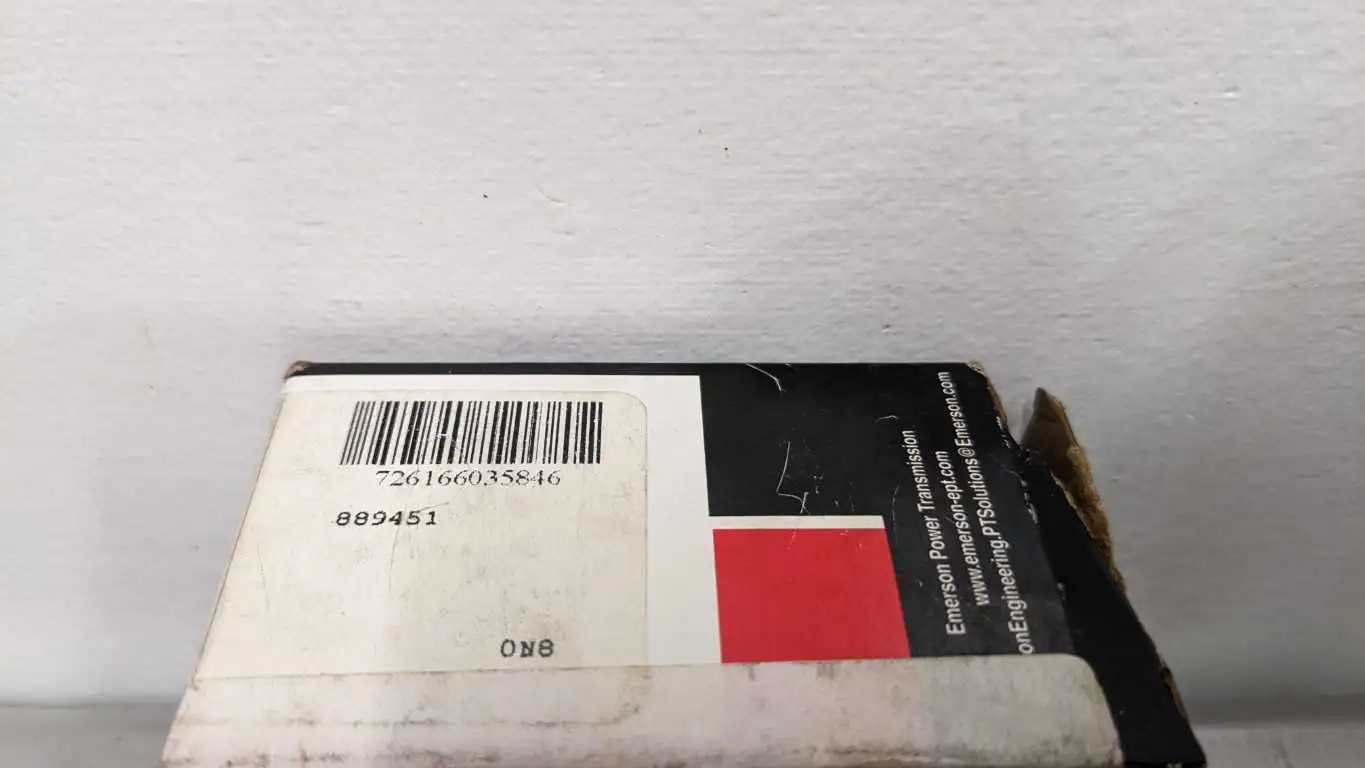 726166035846
889451
0N8
Emerson Power Transmission
www.emerson-ept.com
onEngineering.PTSolutions@Emerson.com